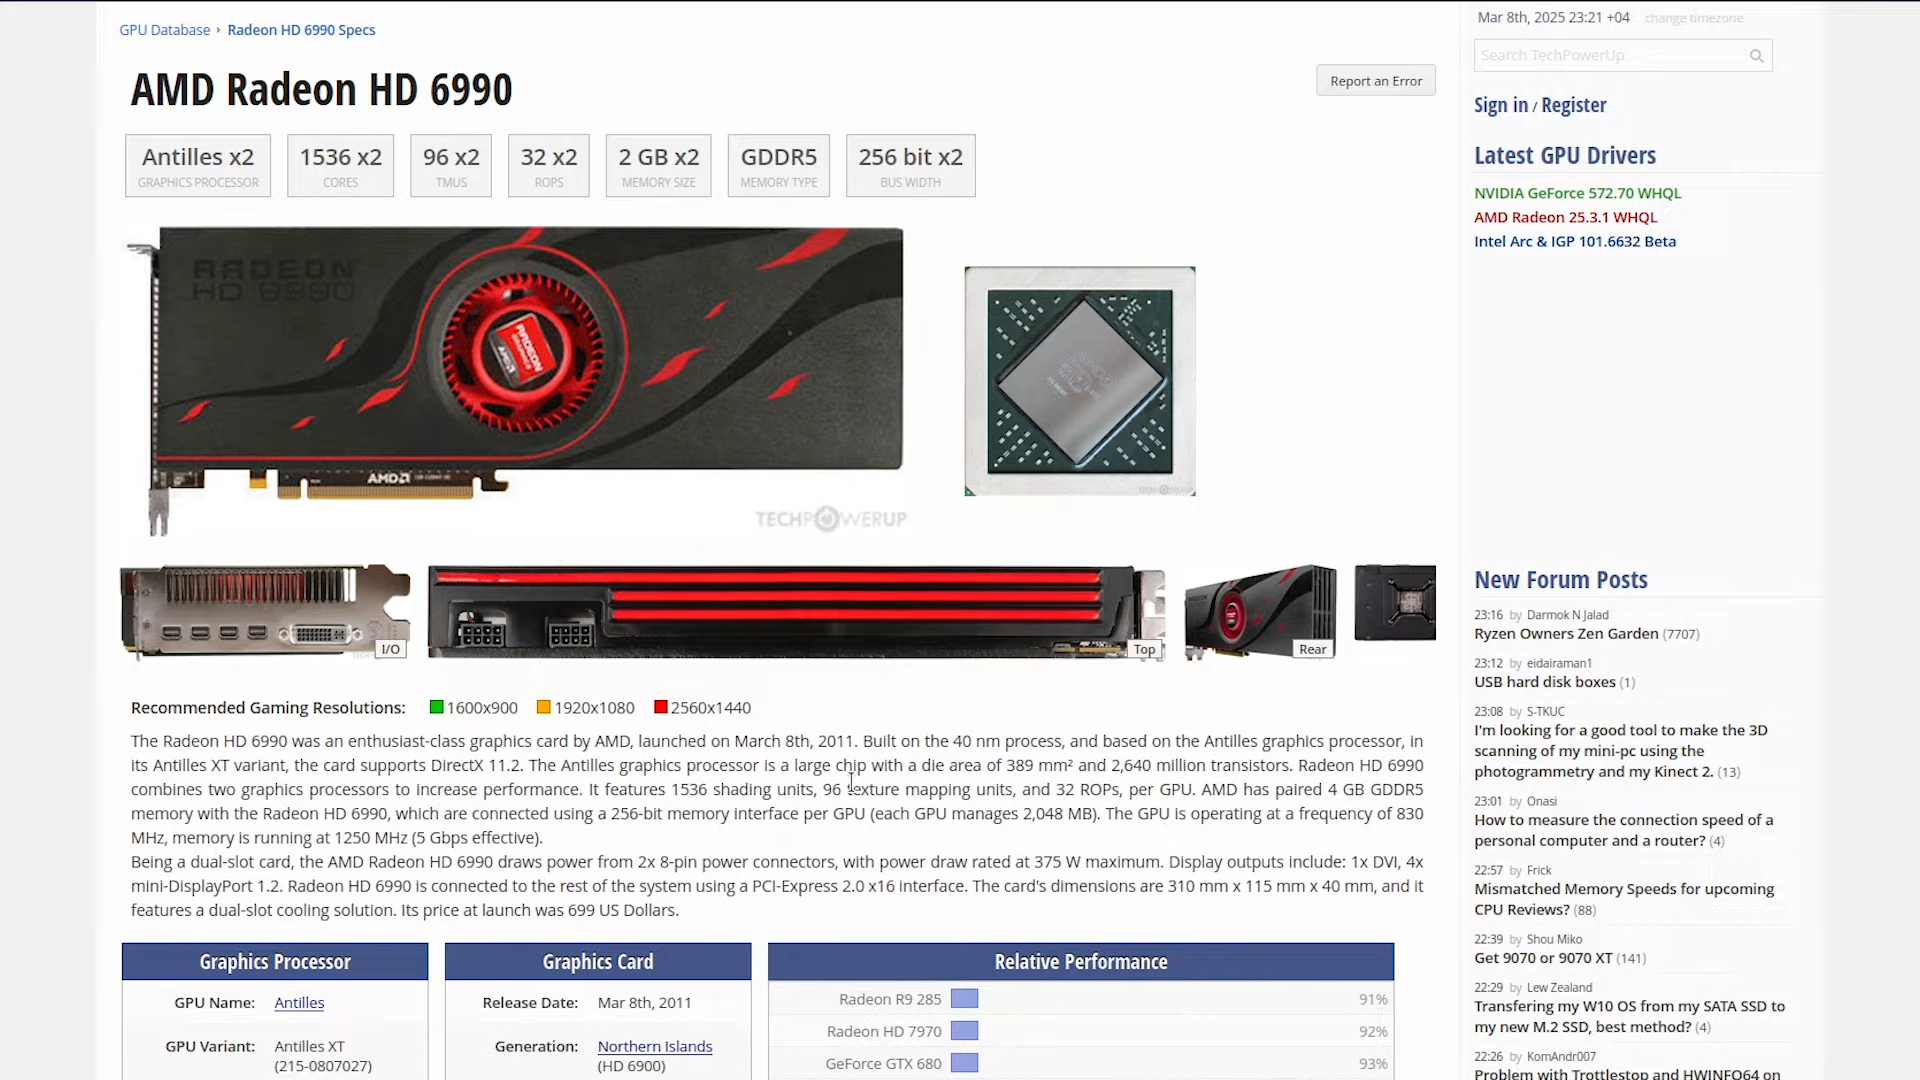 GPU Database › Radeon HD 6990 Specs
AMD Radeon HD 6990
Report an Error
Antilles x2
GRAPHICS PROCESSOR
1536 x2
CORES
96 x2
TMUS
32 x2
ROPS
2 GB x2
MEMORY SIZE
GDDR5
MEMORY TYPE
256 bit x2
BUS WIDTH
RADEON
HD 6990
RADEON
GRAPHICS
AMD
AMD
TECHPOWERUP
TECHPOWERUP
I/O
Top
Rear
Recommended Gaming Resolutions: 1600x900 1920x1080 2560x1440
The Radeon HD 6990 was an enthusiast-class graphics card by AMD, launched on March 8th, 2011. Built on the 40 nm process, and based on the Antilles graphics processor, in
its Antilles XT variant, the card supports DirectX 11.2. The Antilles graphics processor is a large chip with a die area of 389 mm² and 2,640 million transistors. Radeon HD 6990
combines two graphics processors to increase performance. It features 1536 shading units, 96 texture mapping units, and 32 ROPs, per GPU. AMD has paired 4 GB GDDR5
memory with the Radeon HD 6990, which are connected using a 256-bit memory interface per GPU (each GPU manages 2,048 MB). The GPU is operating at a frequency of 830
MHz, memory is running at 1250 MHz (5 Gbps effective).
Being a dual-slot card, the AMD Radeon HD 6990 draws power from 2x 8-pin power connectors, with power draw rated at 375 W maximum. Display outputs include: 1x DVI, 4x
mini-DisplayPort 1.2. Radeon HD 6990 is connected to the rest of the system using a PCI-Express 2.0 x16 interface. The card's dimensions are 310 mm x 115 mm x 40 mm, and it
features a dual-slot cooling solution. Its price at launch was 699 US Dollars.
Graphics Processor
GPU Name: Antilles
GPU Variant: Antilles XT
(215-0807027)
Graphics Card
Release Date: Mar 8th, 2011
Generation: Northern Islands
(HD 6900)
Relative Performance
Radeon R9 285 91%
Radeon HD 7970 92%
GeForce GTX 680 93%
Mar 8th, 2025 23:21 +04 change timezone
Search TechPowerUp
Sign in / Register
Latest GPU Drivers
NVIDIA GeForce 572.70 WHQL
AMD Radeon 25.3.1 WHQL
Intel Arc & IGP 101.6632 Beta
New Forum Posts
23:16 by Darmok N Jalad
Ryzen Owners Zen Garden (7707)
23:12 by eidairaman1
USB hard disk boxes (1)
23:08 by S-TKUC
I'm looking for a good tool to make the 3D
scanning of my mini-pc using the
photogrammetry and my Kinect 2. (13)
23:01 by Onasi
How to measure the connection speed of a
personal computer and a router? (4)
22:57 by Frick
Mismatched Memory Speeds for upcoming
CPU Reviews? (88)
22:39 by Shou Miko
Get 9070 or 9070 XT (141)
22:29 by Lew Zealand
Transfering my W10 OS from my SATA SSD to
my new M.2 SSD, best method? (4)
22:26 by KomAndr007
Problem with Trottlestop and HWINFO64 on